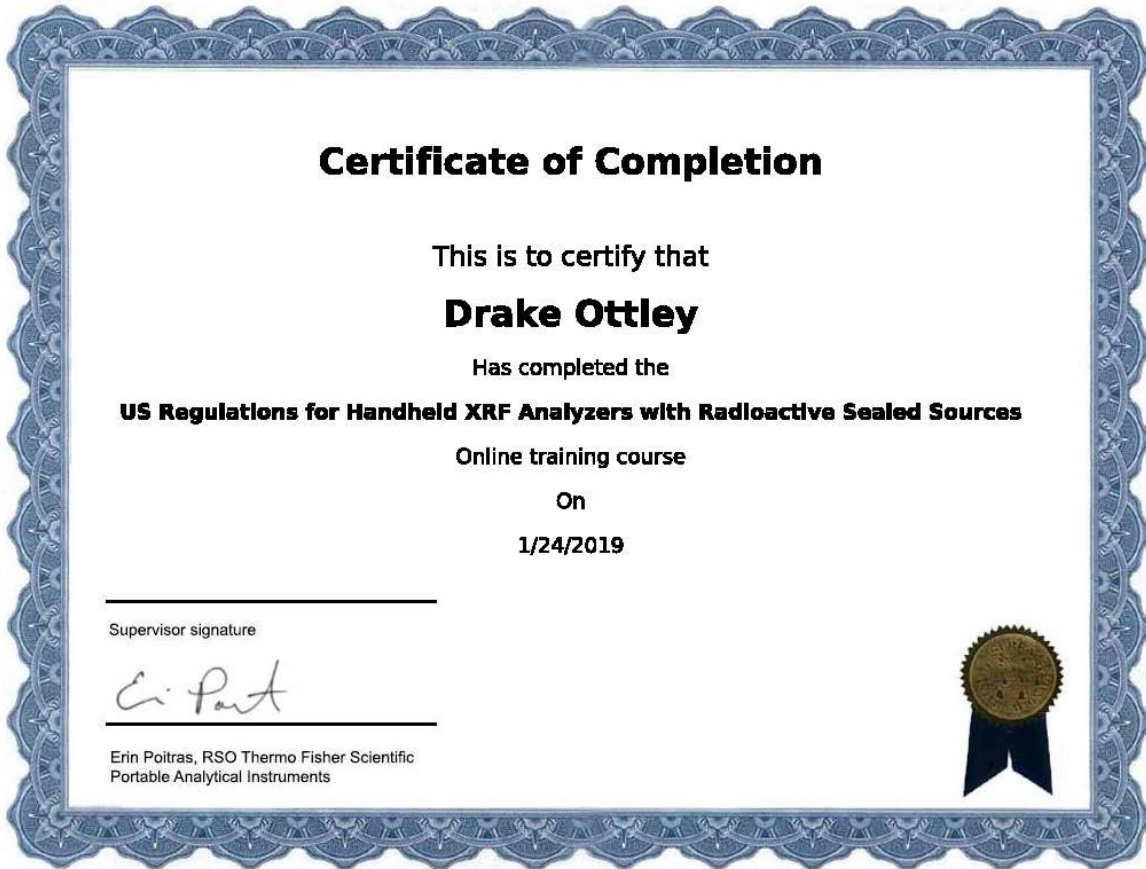 Certificate of Completion
This is to certify that
Drake Ottley
Has completed the
US Regulations for Handheld XRF Analyzers with Radioactive Sealed Sources
Online training course
On
1/24/2019
Supervisor signature
Erin Poitras, RSO Thermo Fisher Scientific
Portable Analytical Instruments